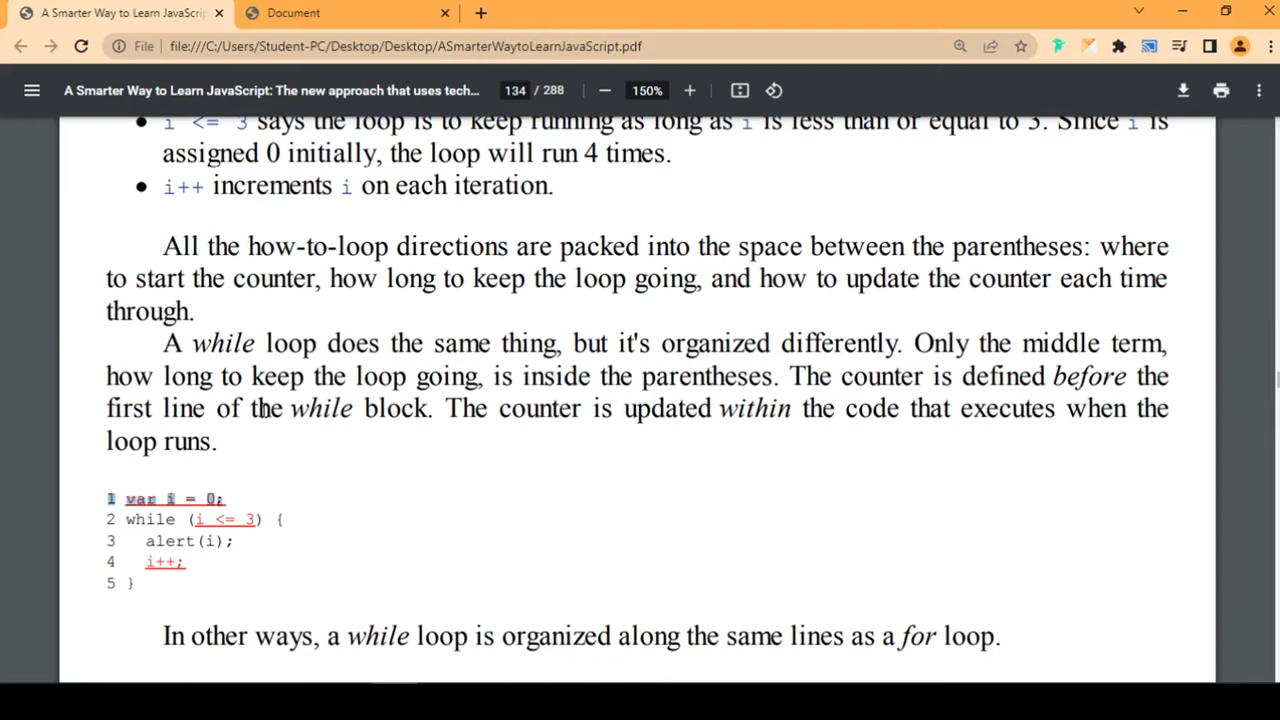 A Smarter Way to Learn JavaScrip
Document
File
file:///C:/Users/Student-PC/Desktop/Desktop/ASmarterWaytoLearnJavaScript.pdf
A Smarter Way to Learn JavaScript: The new approach that uses tech...
134 / 288
150%
• i <= 3 says the loop is to keep running as long as i is less than or equal to 3. Since i is
assigned 0 initially, the loop will run 4 times.
• i++ increments i on each iteration.
All the how-to-loop directions are packed into the space between the parentheses: where
to start the counter, how long to keep the loop going, and how to update the counter each time
through.
A while loop does the same thing, but it's organized differently. Only the middle term,
how long to keep the loop going, is inside the parentheses. The counter is defined before the
first line of the while block. The counter is updated within the code that executes when the
loop runs.
1 var i = 0;
2 while (i <= 3) {
3 alert(i);
4 i++;
5 }
In other ways, a while loop is organized along the same lines as a for loop.